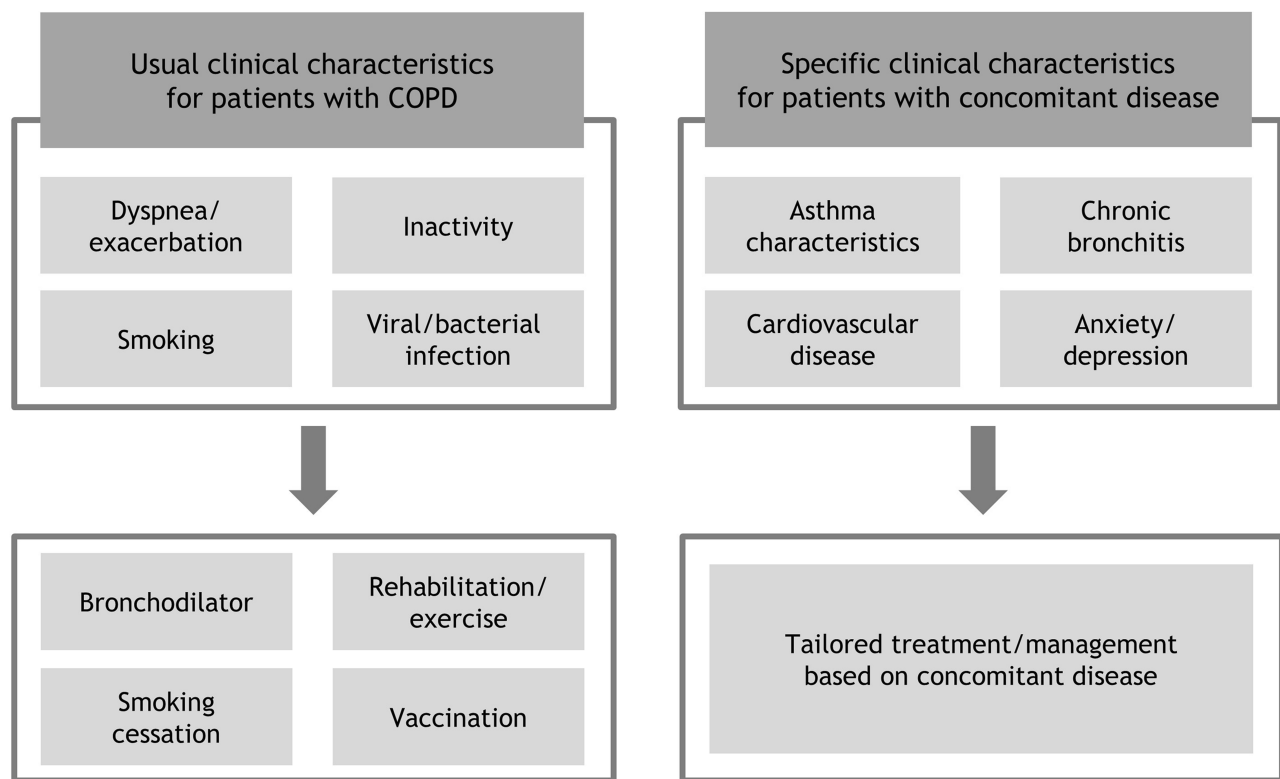 Usual clinical characteristics
for patients with COPD
Dyspnea/
exacerbation
Inactivity
Smoking
Viral/bacterial
infection
Bronchodilator
Rehabilitation/
exercise
Smoking
cessation
Vaccination
Specific clinical characteristics
for patients with concomitant disease
Asthma
characteristics
Chronic
bronchitis
Cardiovascular
disease
Anxiety/
depression
Tailored treatment/management
based on concomitant disease